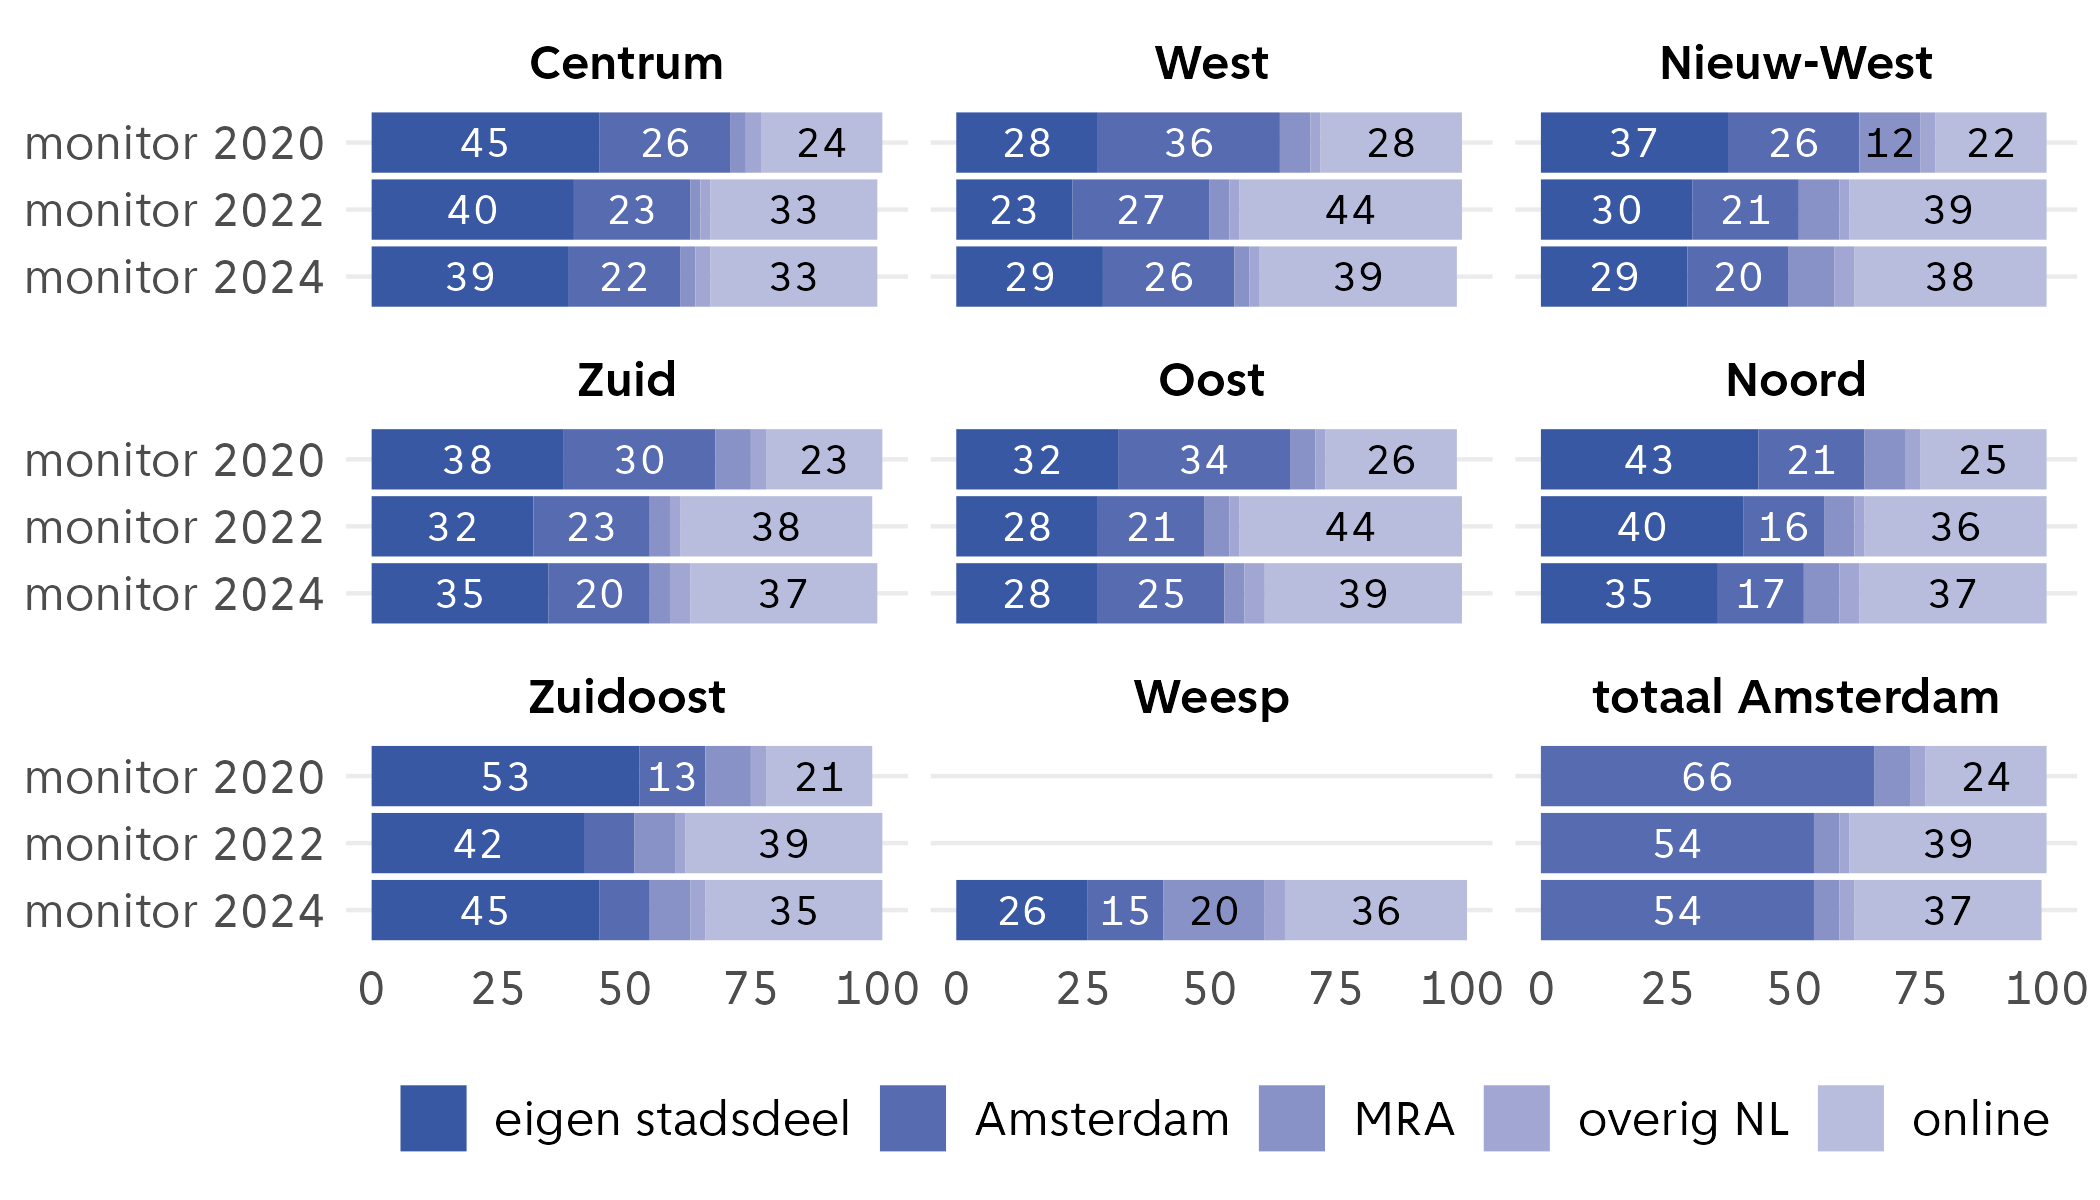 Centrum West Nieuw-West
monitor 2020 45 26 24 28 36 28 37 26 12 22
monitor 2022 40 23 33 23 27 44 30 21 39
monitor 2024 39 22 33 29 26 39 29 20 38
Zuid Oost Noord
monitor 2020 38 30 23 32 34 26 43 21 25
monitor 2022 32 23 38 28 21 44 40 16 36
monitor 2024 35 20 37 28 25 39 35 17 37
Zuidoost Weesp totaal Amsterdam
monitor 2020 53 13 21 66 24
monitor 2022 42 39 54 39
monitor 2024 45 35 26 15 20 36 54 37
0 25 50 75 100 0 25 50 75 100 0 25 50 75 100
eigen stadsdeel Amsterdam MRA overig NL online